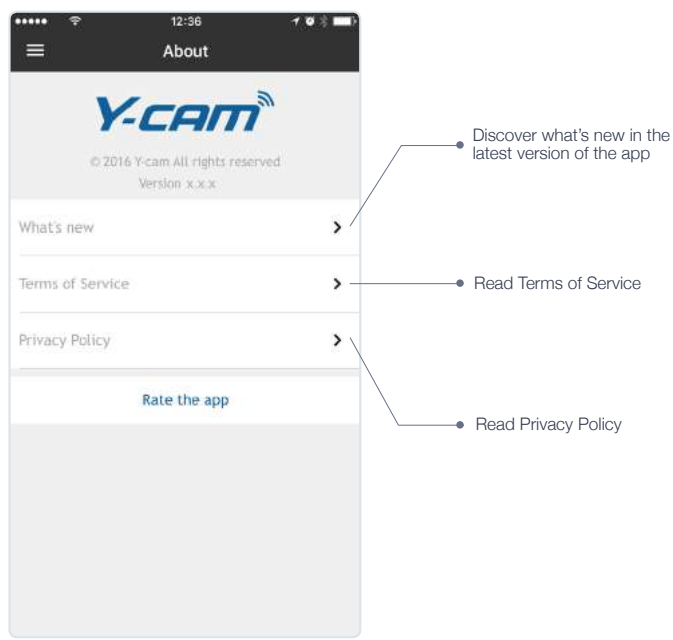 12:36
About
Y-cam
© 2016 Y-cam All rights reserved
Version x.x.x
What's new
Terms of Service
Privacy Policy
Rate the app
Discover what's new in the
latest version of the app
Read Terms of Service
Read Privacy Policy